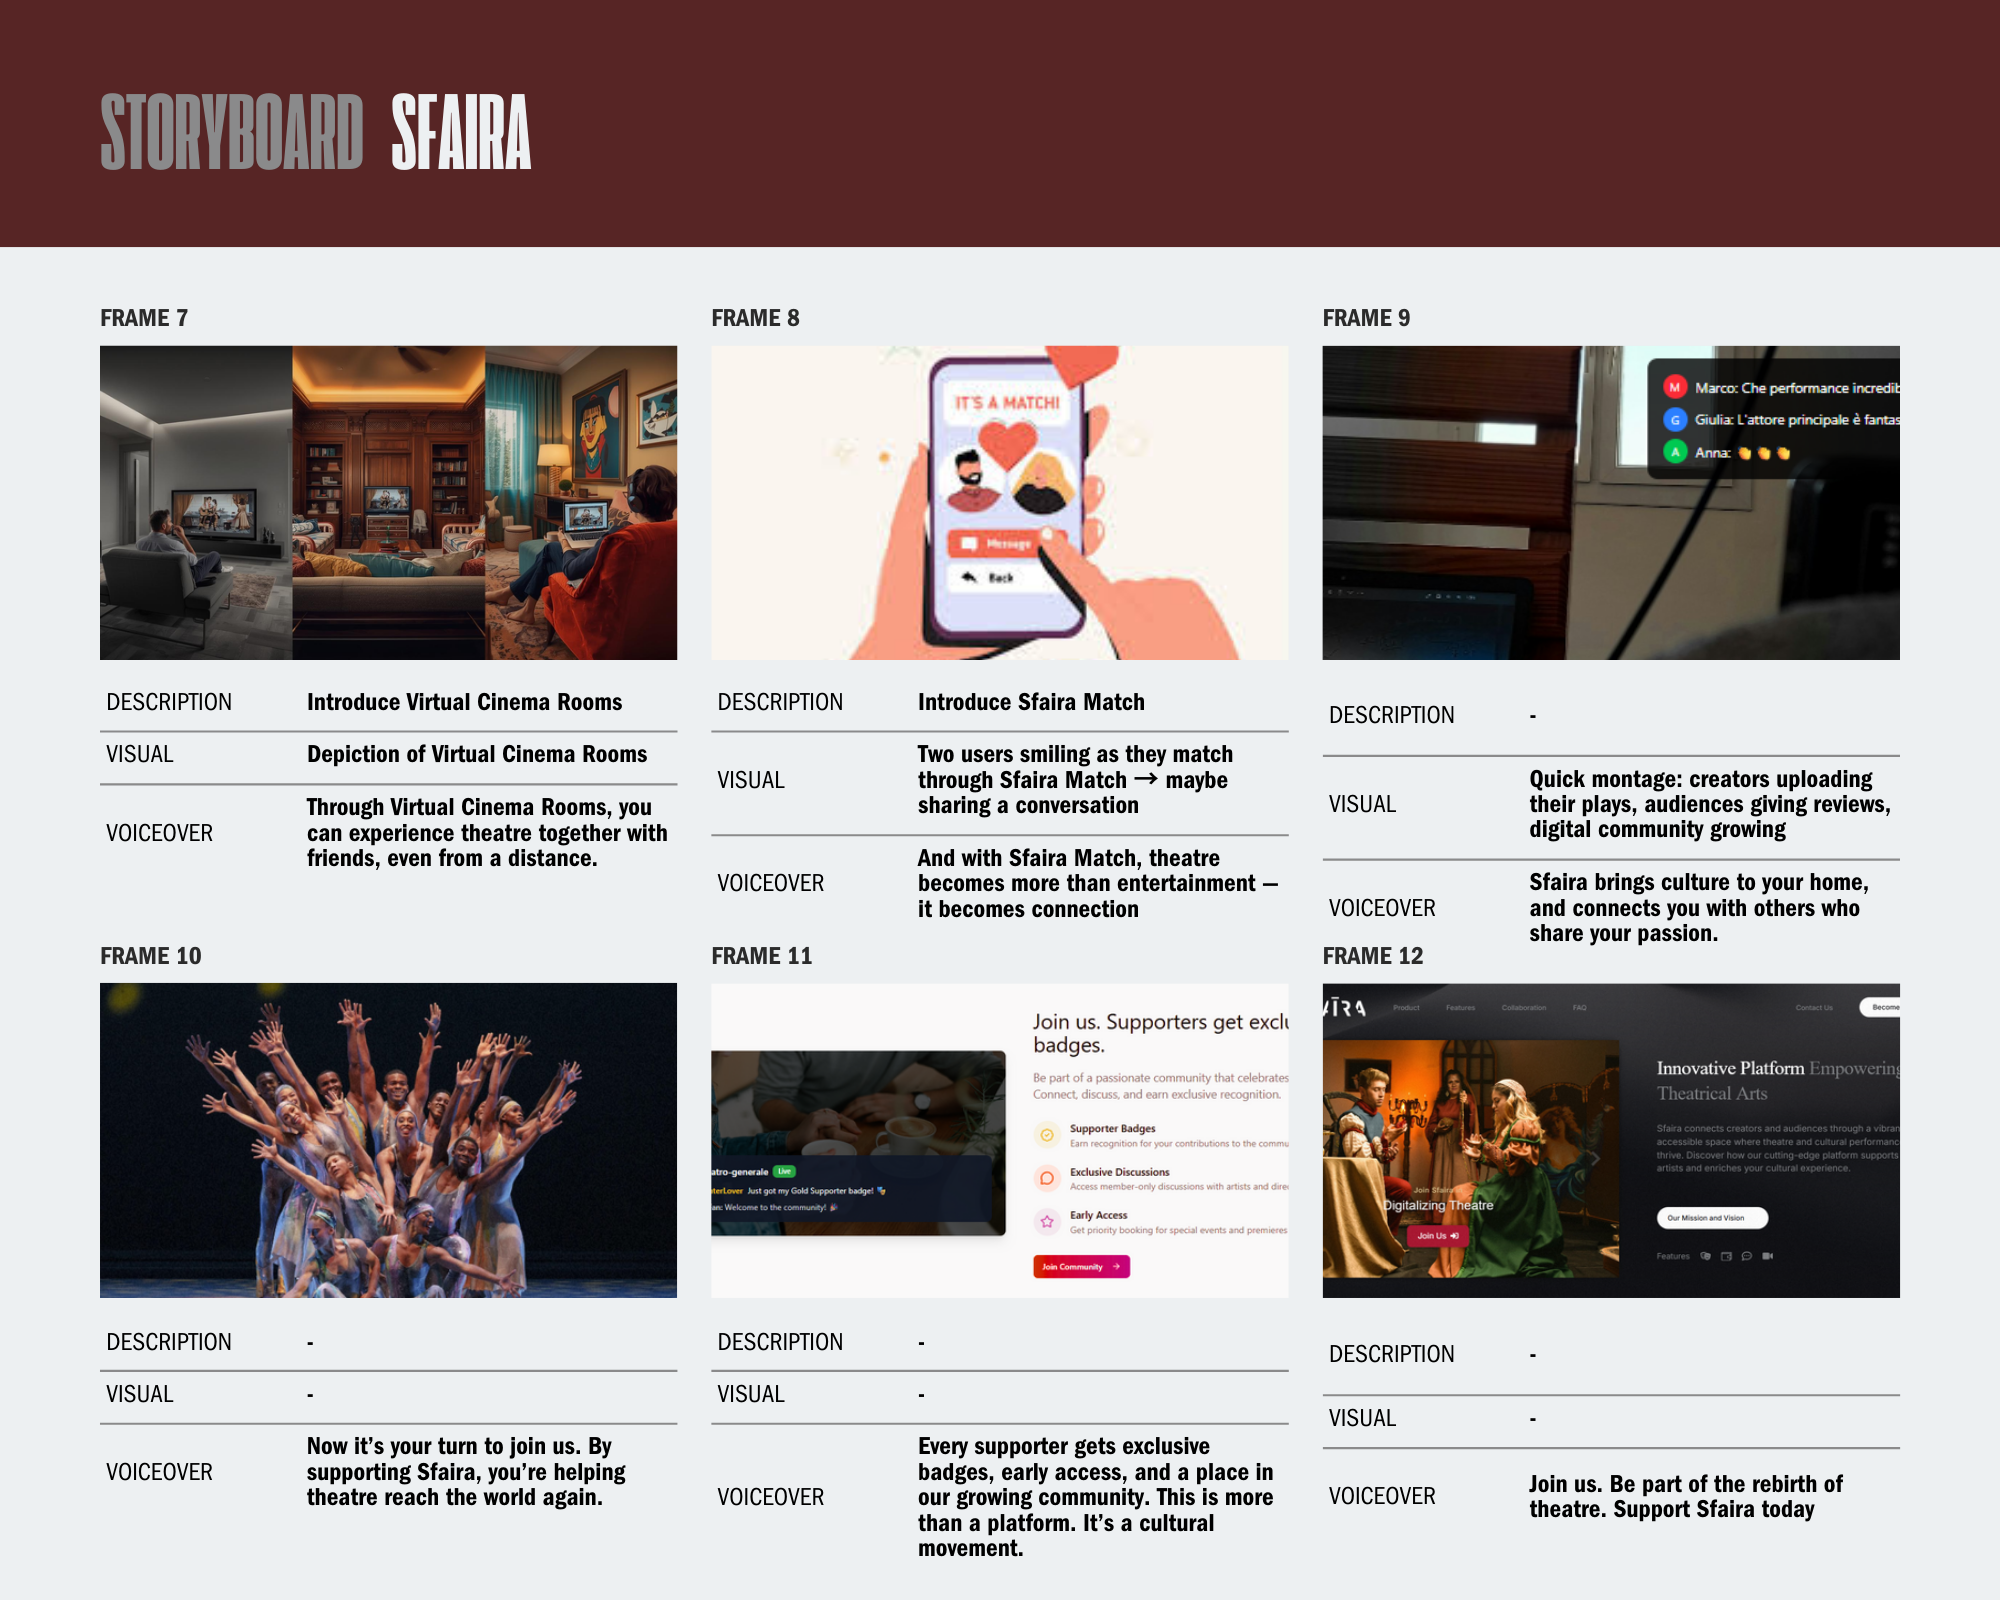 STORYBOARD SFAIRA
FRAME 7
IT'S A MATCH!
Message
Back
DESCRIPTION Introduce Virtual Cinema Rooms
VISUAL Depiction of Virtual Cinema Rooms
VOICEOVER Through Virtual Cinema Rooms, you
can experience theatre together with
friends, even from a distance.
FRAME 8
DESCRIPTION Introduce Sfaira Match
VISUAL Two users smiling as they match
through Sfaira Match → maybe
sharing a conversation
VOICEOVER And with Sfaira Match, theatre
becomes more than entertainment –
it becomes connection
FRAME 9
M Marco: Che performance incredib
G Giulia: L'attore principale è fantas
A Anna: 👏 👏 👏
DESCRIPTION -
VISUAL Quick montage: creators uploading
their plays, audiences giving reviews,
digital community growing
VOICEOVER Sfaira brings culture to your home,
and connects you with others who
share your passion.
FRAME 10
DESCRIPTION -
VISUAL -
VOICEOVER Now it's your turn to join us. By
supporting Sfaira, you're helping
theatre reach the world again.
FRAME 11
Join us. Supporters get exclu
badges.
Be part of a passionate community that celebrates
Connect, discuss, and earn exclusive recognition.
Supporter Badges
Earn recognition for your contributions to the commu
Exclusive Discussions
Access member-only discussions with artists and dire
Early Access
Get priority booking for special events and premieres
Join Community →
atro-generale Live
terLover Just got my Gold Supporter badge! 🎭
an: Welcome to the community! 🎉
DESCRIPTION -
VISUAL -
VOICEOVER Every supporter gets exclusive
badges, early access, and a place in
our growing community. This is more
than a platform. It's a cultural
movement.
FRAME 12
AIRA Product Features Collaboration FAQ Contact Us Become
Innovative Platform Empowering
Theatrical Arts
Sfaira connects creators and audiences through a vibran
accessible space where theatre and cultural performanc
thrive. Discover how our cutting-edge platform supports
artists and enriches your cultural experience.
Our Mission and Vision
Features
Join Sfaira
Digitalizing Theatre
Join Us
DESCRIPTION -
VISUAL -
VOICEOVER Join us. Be part of the rebirth of
theatre. Support Sfaira today